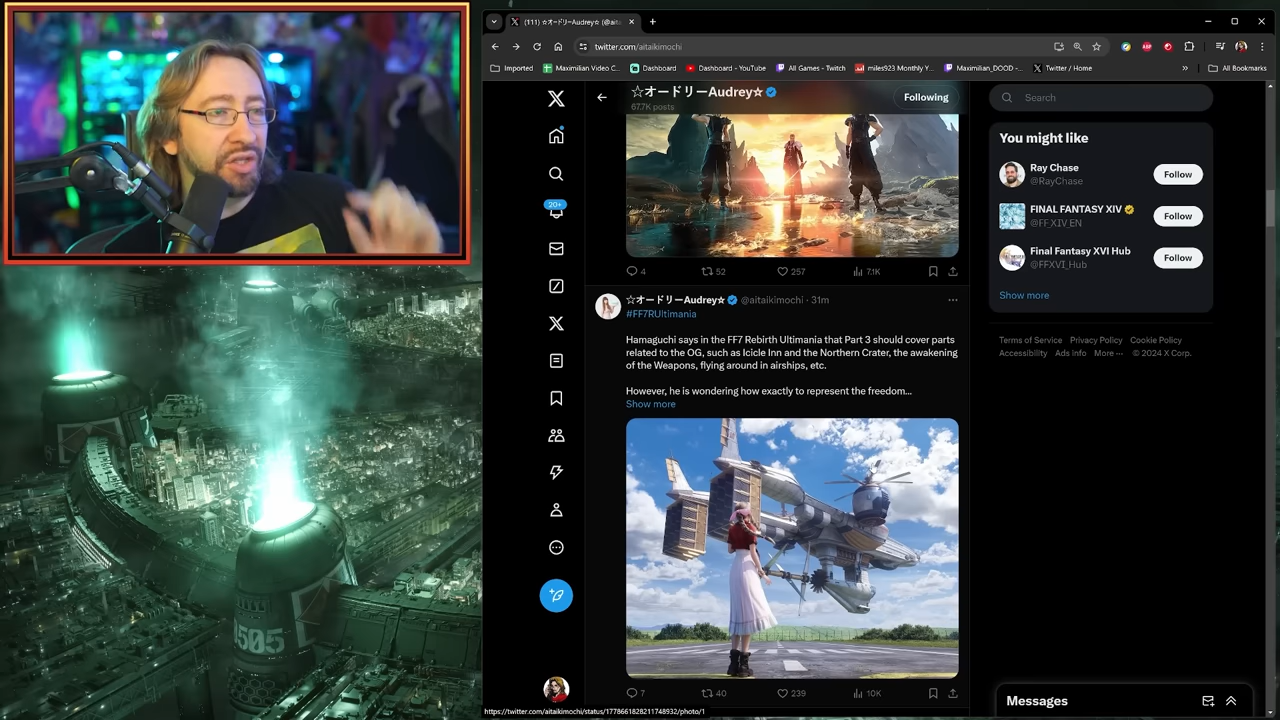 (111) ☆オードリーAudrey☆ (@aita
twitter.com/aitaikimochi
Imported
Maximilian Video C...
Dashboard
Dashboard - YouTube
All Games - Twitch
miles923 Monthly Y...
Maximilian_DOOD -...
Twitter / Home
»
All Bookmarks
☆オードリーAudrey☆
67.7K posts
Following
4
52
257
7.1K
20+
☆オードリーAudrey☆ @aitaikimochi · 31m
#FF7RUltimania
Hamaguchi says in the FF7 Rebirth Ultimania that Part 3 should cover parts
related to the OG, such as Icicle Inn and the Northern Crater, the awakening
of the Weapons, flying around in airships, etc.
However, he is wondering how exactly to represent the freedom...
Show more
7
40
239
10K
Search
You might like
Ray Chase
@RayChase
Follow
FINAL FANTASY XIV
@FF_XIV_EN
Follow
Final Fantasy XVI Hub
@FFXVI_Hub
Follow
Show more
Terms of Service Privacy Policy Cookie Policy
Accessibility Ads info More ··· © 2024 X Corp.
Messages
https://twitter.com/aitaikimochi/status/1778661828211748932/photo/1